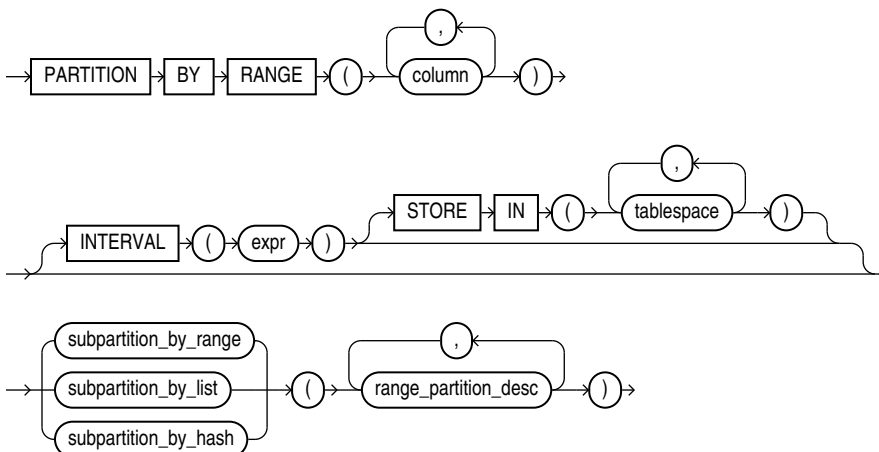 ,
PARTITION BY RANGE ( column )
,
STORE IN ( tablespace )
INTERVAL ( expr )
subpartition_by_range ,
subpartition_by_list ( range_partition_desc )
subpartition_by_hash